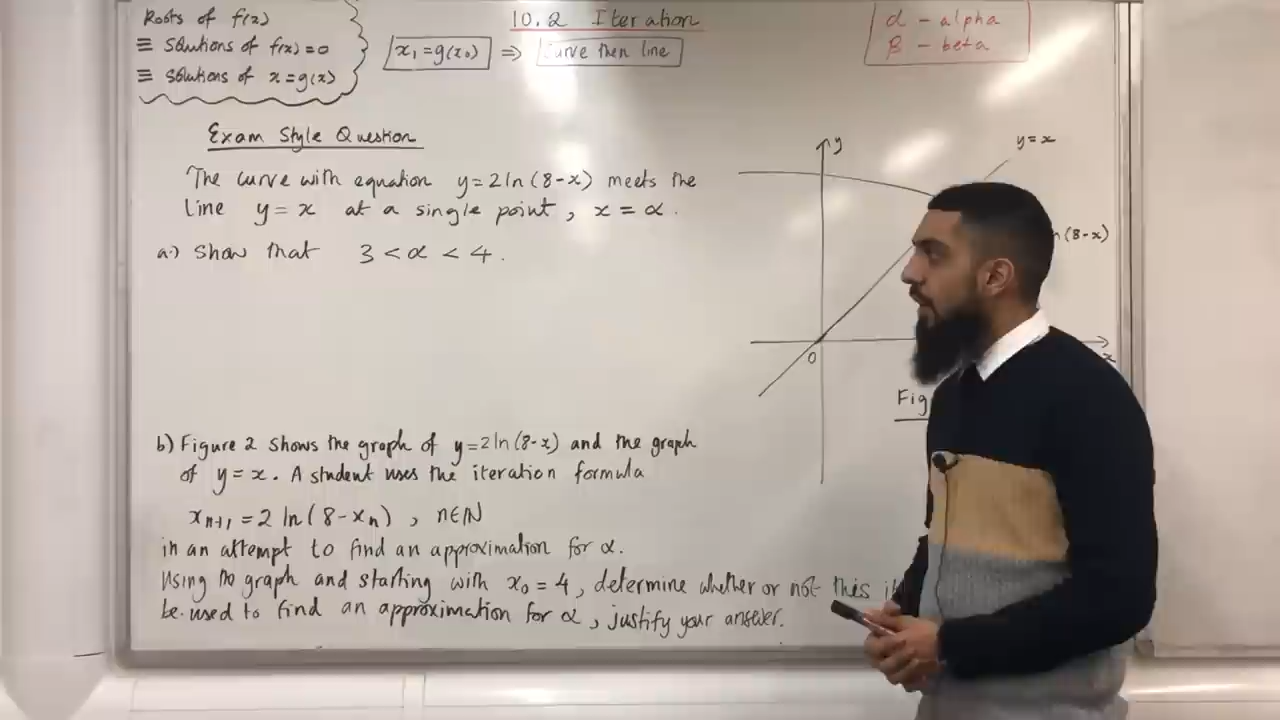 Roots of f(x)
≡ Solutions of f(x)=0
≡ Solutions of x=g(x)
10.2 Iteration
x₁=g(x₀) ⇒ Curve then line
α - alpha
β - beta
Exam Style Question
The curve with equation y=2ln(8-x) meets the
line y=x at a single point, x=α.
a.) Show that 3<α<4.
y
y=x
(8-x)
0
x
Fig
b) Figure 2 shows the graph of y=2ln(8-x) and the graph
of y=x. A student uses the iteration formula
xₙ₊₁=2ln(8-xₙ), n∈ℕ
in an attempt to find an approximation for α.
Using the graph and starting with x₀=4, determine whether or not this
be used to find an approximation for α, justify your answer.